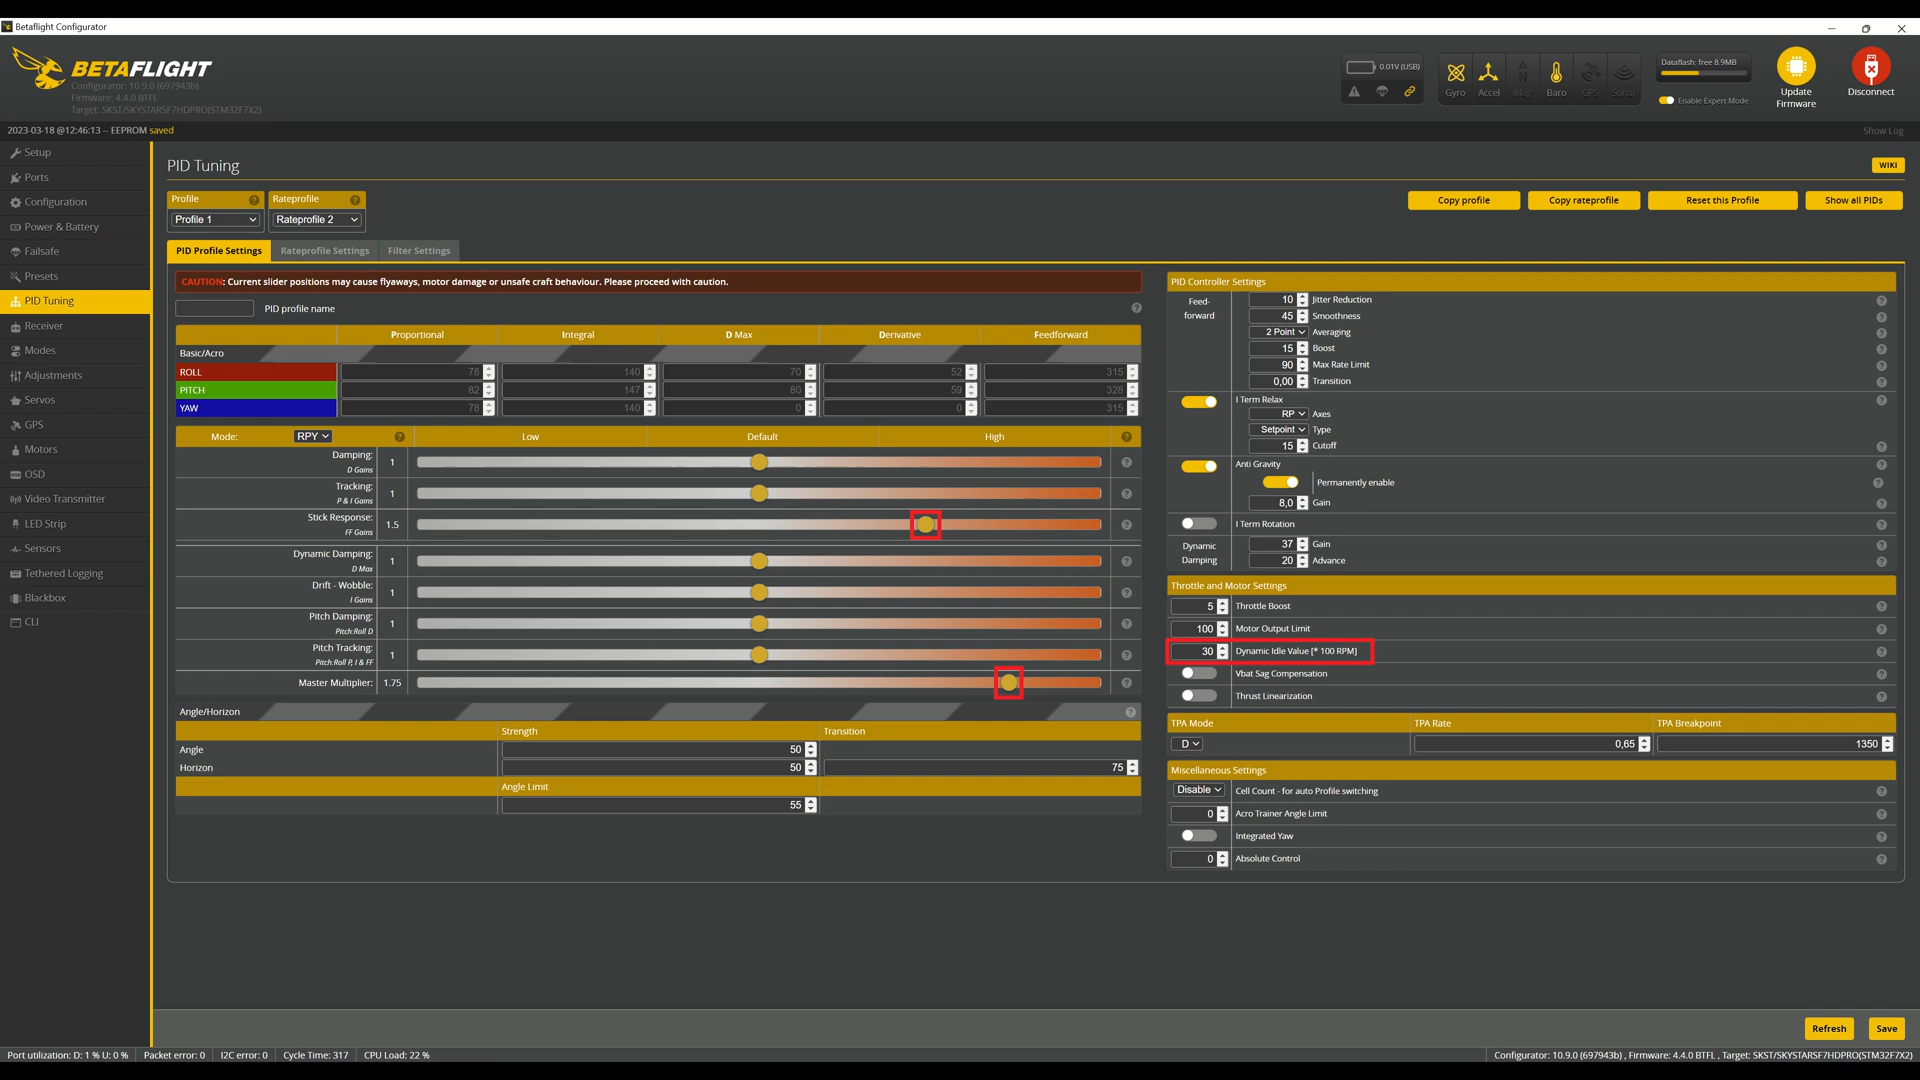 Betaflight Configurator
BETAFLIGHT
Configurator: 10.9.0 (697943b)
Firmware: 4.4.0 BTFL
Target: SKST/SKYSTARSF7HDPRO(STM32F7X2)
0.01V (USB)
Gyro Accel Mag Baro GPS Sonar
Dataflash: free 8.9MB
Enable Expert Mode
Update Firmware
Disconnect
2023-03-18 @12:46:13 -- EEPROM saved
Show Log
Setup
Ports
Configuration
Power & Battery
Failsafe
Presets
PID Tuning
Receiver
Modes
Adjustments
Servos
GPS
Motors
OSD
Video Transmitter
LED Strip
Sensors
Tethered Logging
Blackbox
CLI
PID Tuning
WIKI
Profile
Profile 1
Rateprofile
Rateprofile 2
Copy profile
Copy rateprofile
Reset this Profile
Show all PIDs
PID Profile Settings
Rateprofile Settings
Filter Settings
CAUTION: Current slider positions may cause flyaways, motor damage or unsafe craft behaviour. Please proceed with caution.
PID profile name
Proportional Integral D Max Derivative Feedforward
Basic/Acro
ROLL 78 140 70 52 315
PITCH 82 147 80 59 328
YAW 78 140 0 0 315
Mode: RPY Low Default High
Damping:
D Gains
1
Tracking:
P & I Gains
1
Stick Response:
FF Gains
1.5
Dynamic Damping:
D Max
1
Drift - Wobble:
I Gains
1
Pitch Damping:
Pitch:Roll D
1
Pitch Tracking:
Pitch:Roll P, I & FF
1
Master Multiplier: 1.75
Angle/Horizon
Strength Transition
Angle 50
Horizon 50 75
Angle Limit
55
PID Controller Settings
Feed-forward
10 Jitter Reduction
45 Smoothness
2 Point Averaging
15 Boost
90 Max Rate Limit
0,00 Transition
I Term Relax
RP Axes
Setpoint Type
15 Cutoff
Anti Gravity
Permanently enable
8,0 Gain
I Term Rotation
Dynamic Damping
37 Gain
20 Advance
Throttle and Motor Settings
5 Throttle Boost
100 Motor Output Limit
30 Dynamic Idle Value [* 100 RPM]
Vbat Sag Compensation
Thrust Linearization
TPA Mode TPA Rate TPA Breakpoint
D 0,65 1350
Miscellaneous Settings
Disable Cell Count - for auto Profile switching
0 Acro Trainer Angle Limit
Integrated Yaw
0 Absolute Control
Refresh
Save
Port utilization: D: 1 % U: 0 % Packet error: 0 I2C error: 0 Cycle Time: 317 CPU Load: 22 %
Configurator: 10.9.0 (697943b) , Firmware: 4.4.0 BTFL , Target: SKST/SKYSTARSF7HDPRO(STM32F7X2)